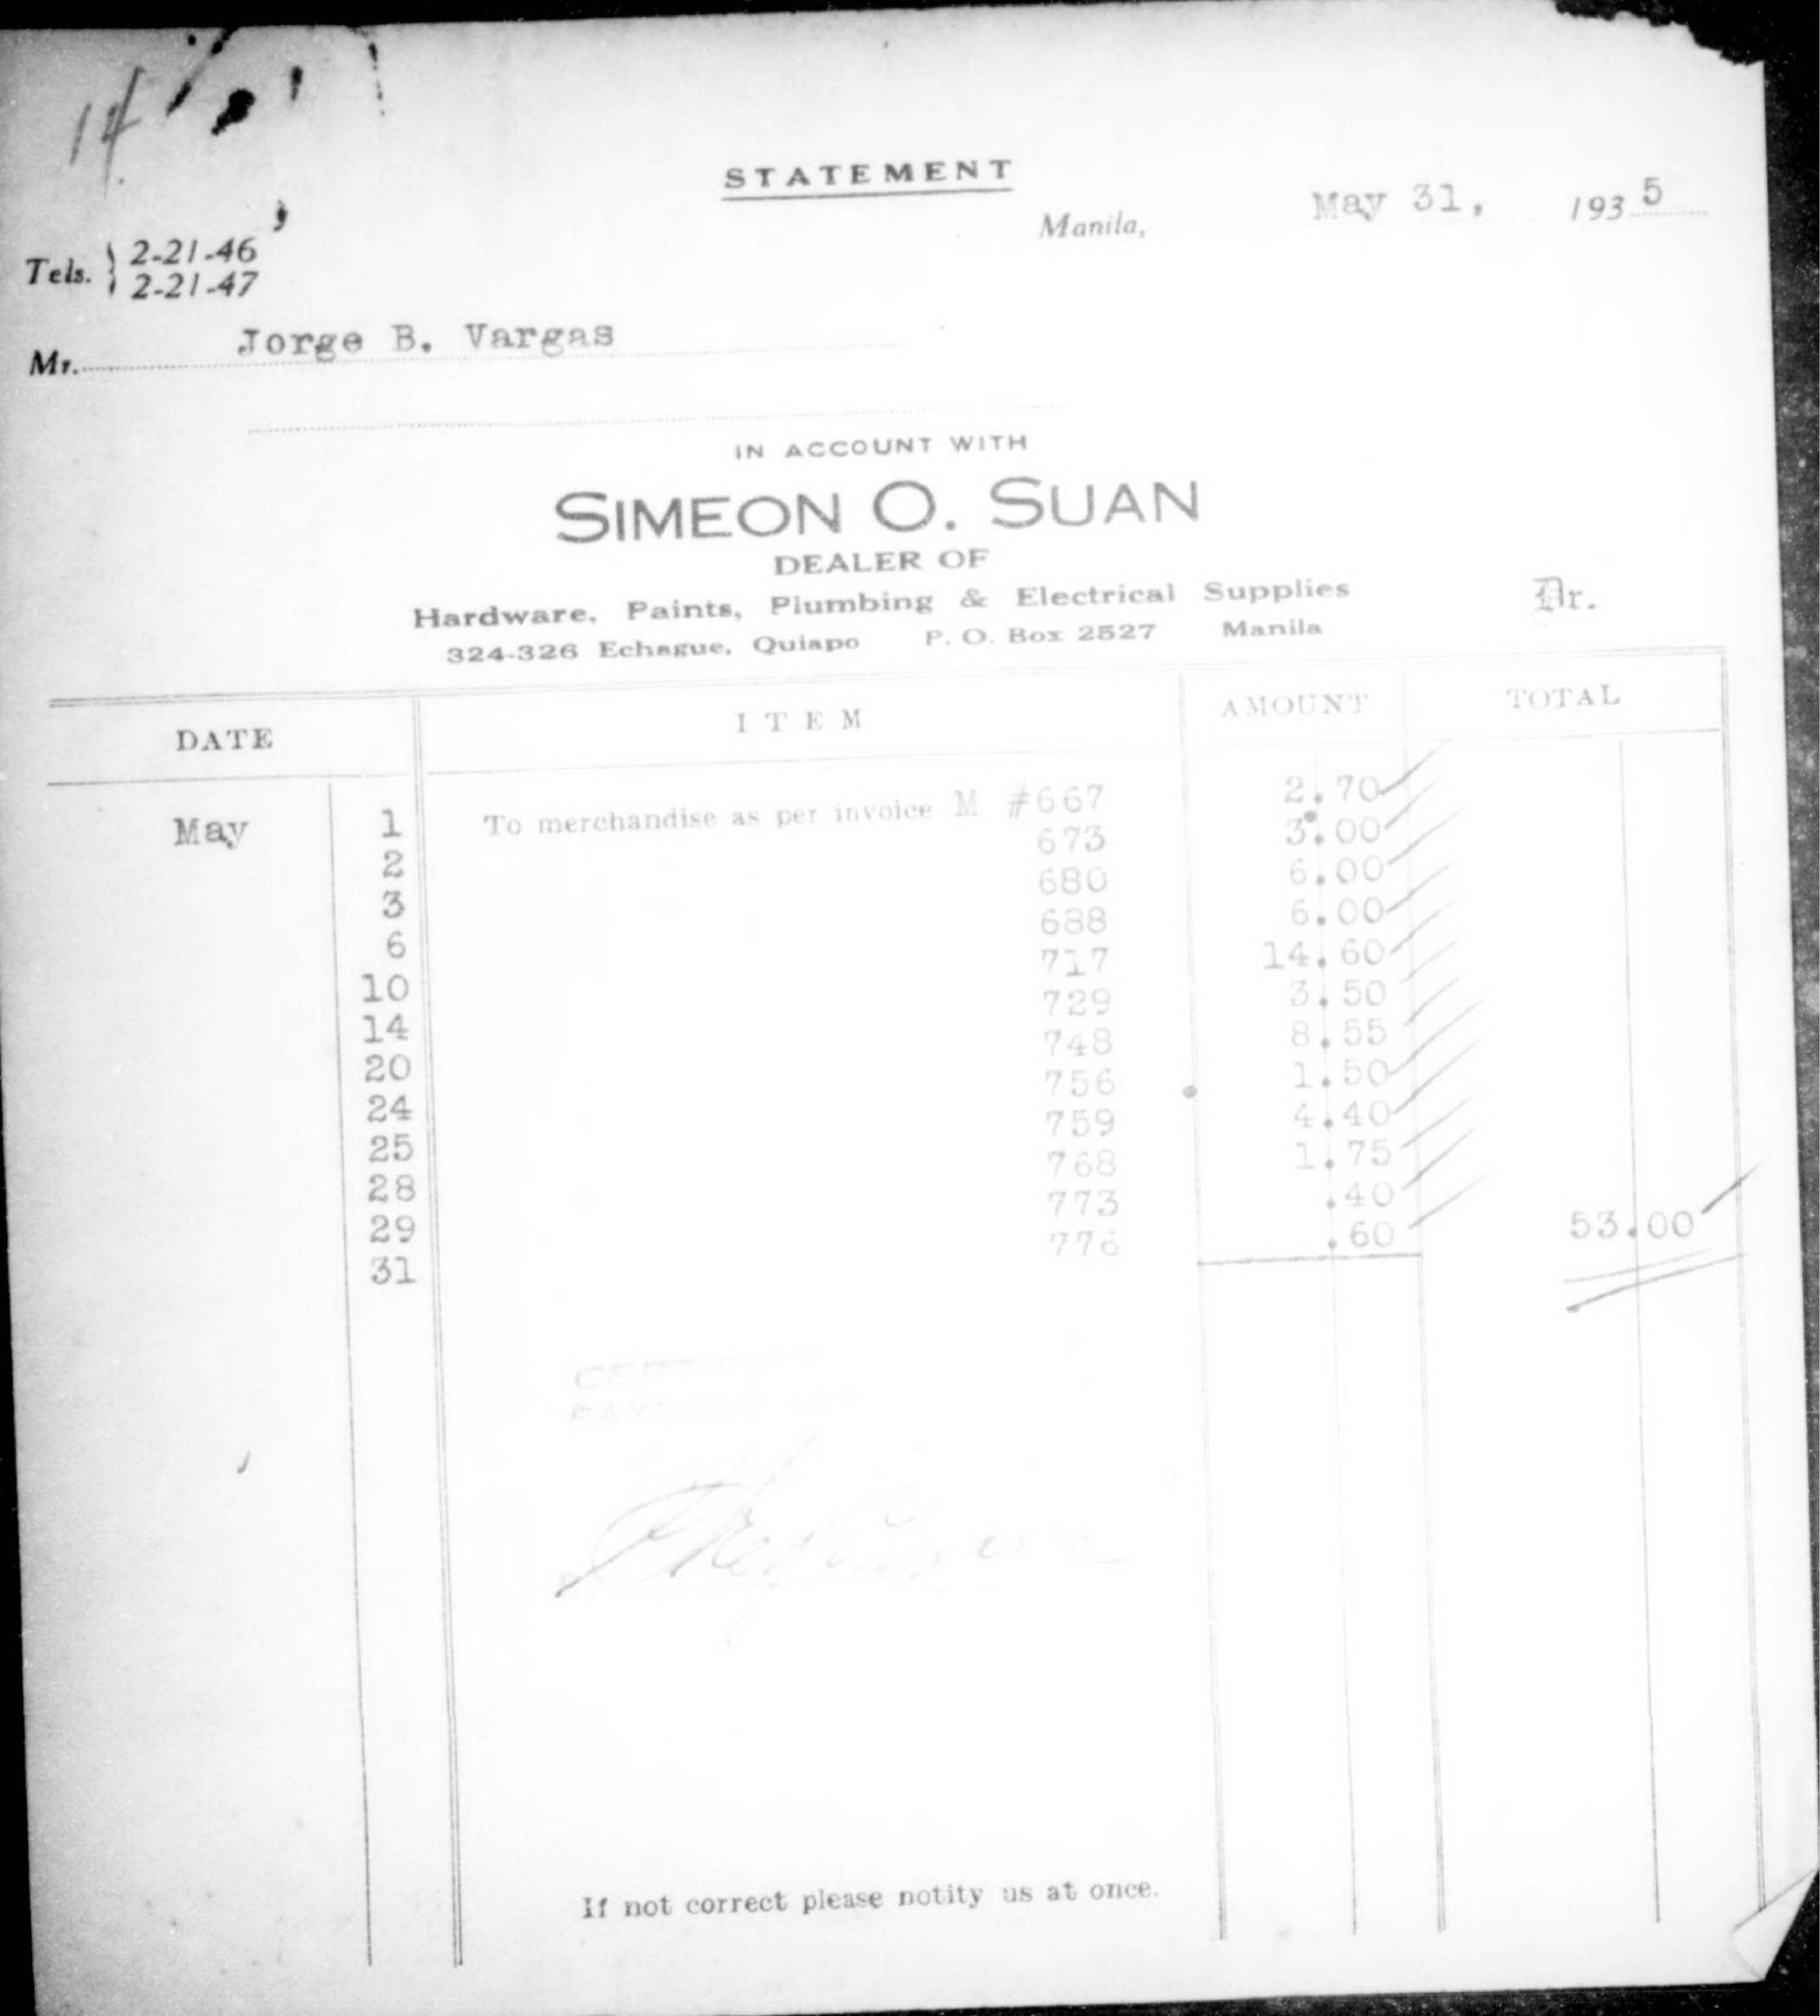 14
STATEMENT
Manila, May 31, 1935
Tels. 2-21-46
2-21-47
Mr. Jorge B. Vargas
IN ACCOUNT WITH
SIMEON O. SUAN
DEALER OF
Hardware, Paints, Plumbing & Electrical Supplies Dr.
324-326 Echague, Quiapo P. O. Box 2527 Manila
DATE ITEM AMOUNT TOTAL
May 1 To merchandise as per invoice M #667 2.70
2 673 3.00
3 680 6.00
6 688 6.00
10 717 14.60
14 729 3.50
20 748 8.55
24 756 1.50
25 759 4.40
28 768 1.75
29 773 .40
31 776 .60 53.00
If not correct please notity us at once.